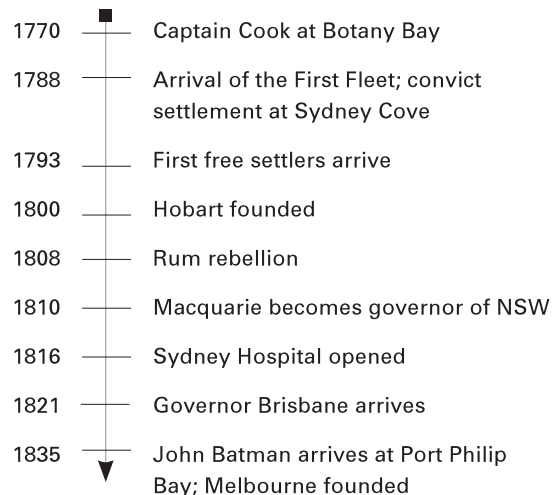 1770 Captain Cook at Botany Bay
1788 Arrival of the First Fleet; convict
settlement at Sydney Cove
1793 First free settlers arrive
1800 Hobart founded
1808 Rum rebellion
1810 Macquarie becomes governor of NSW
1816 Sydney Hospital opened
1821 Governor Brisbane arrives
1835 John Batman arrives at Port Philip
Bay; Melbourne founded